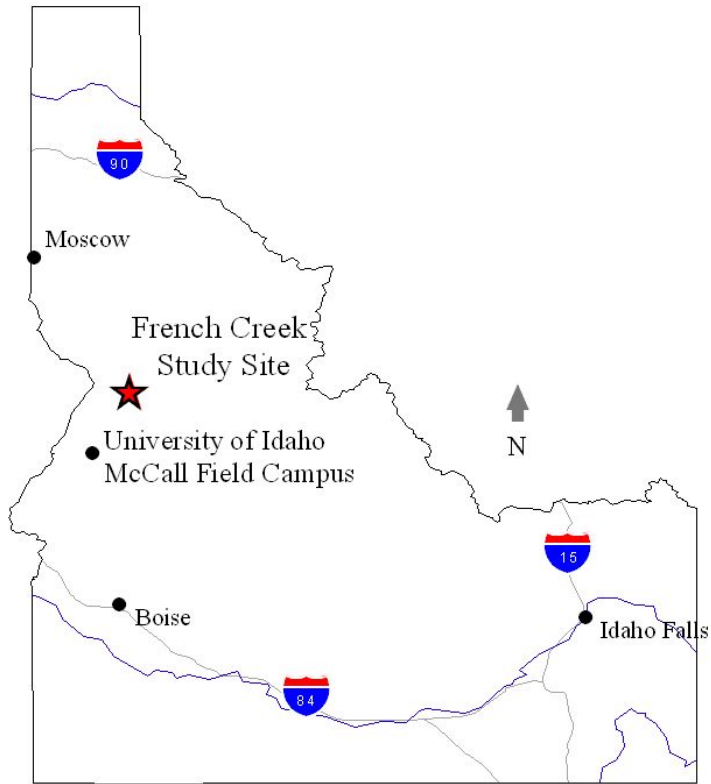 90
Moscow
French Creek
Study Site
University of Idaho
McCall Field Campus
N
15
Boise
Idaho Falls
84